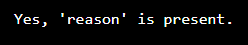 Yes, 'reason' is present.